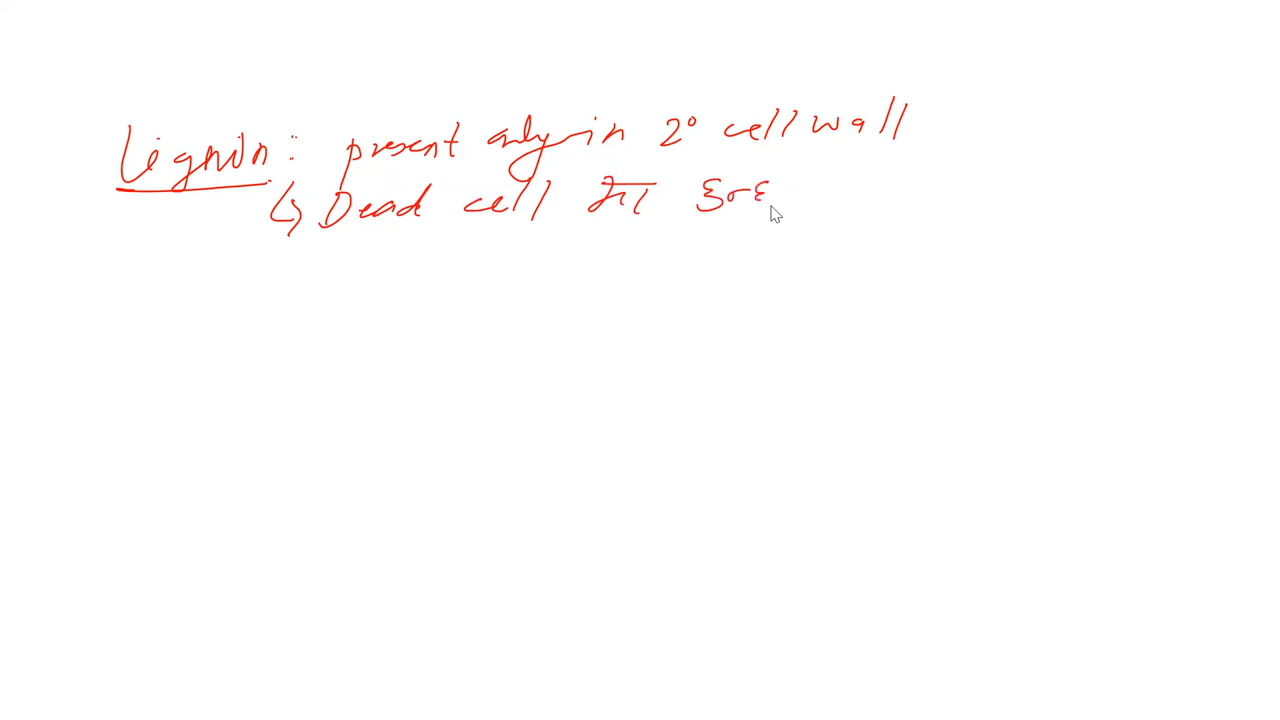 Lignin : present only in 2° cell wall
↳ Dead cell